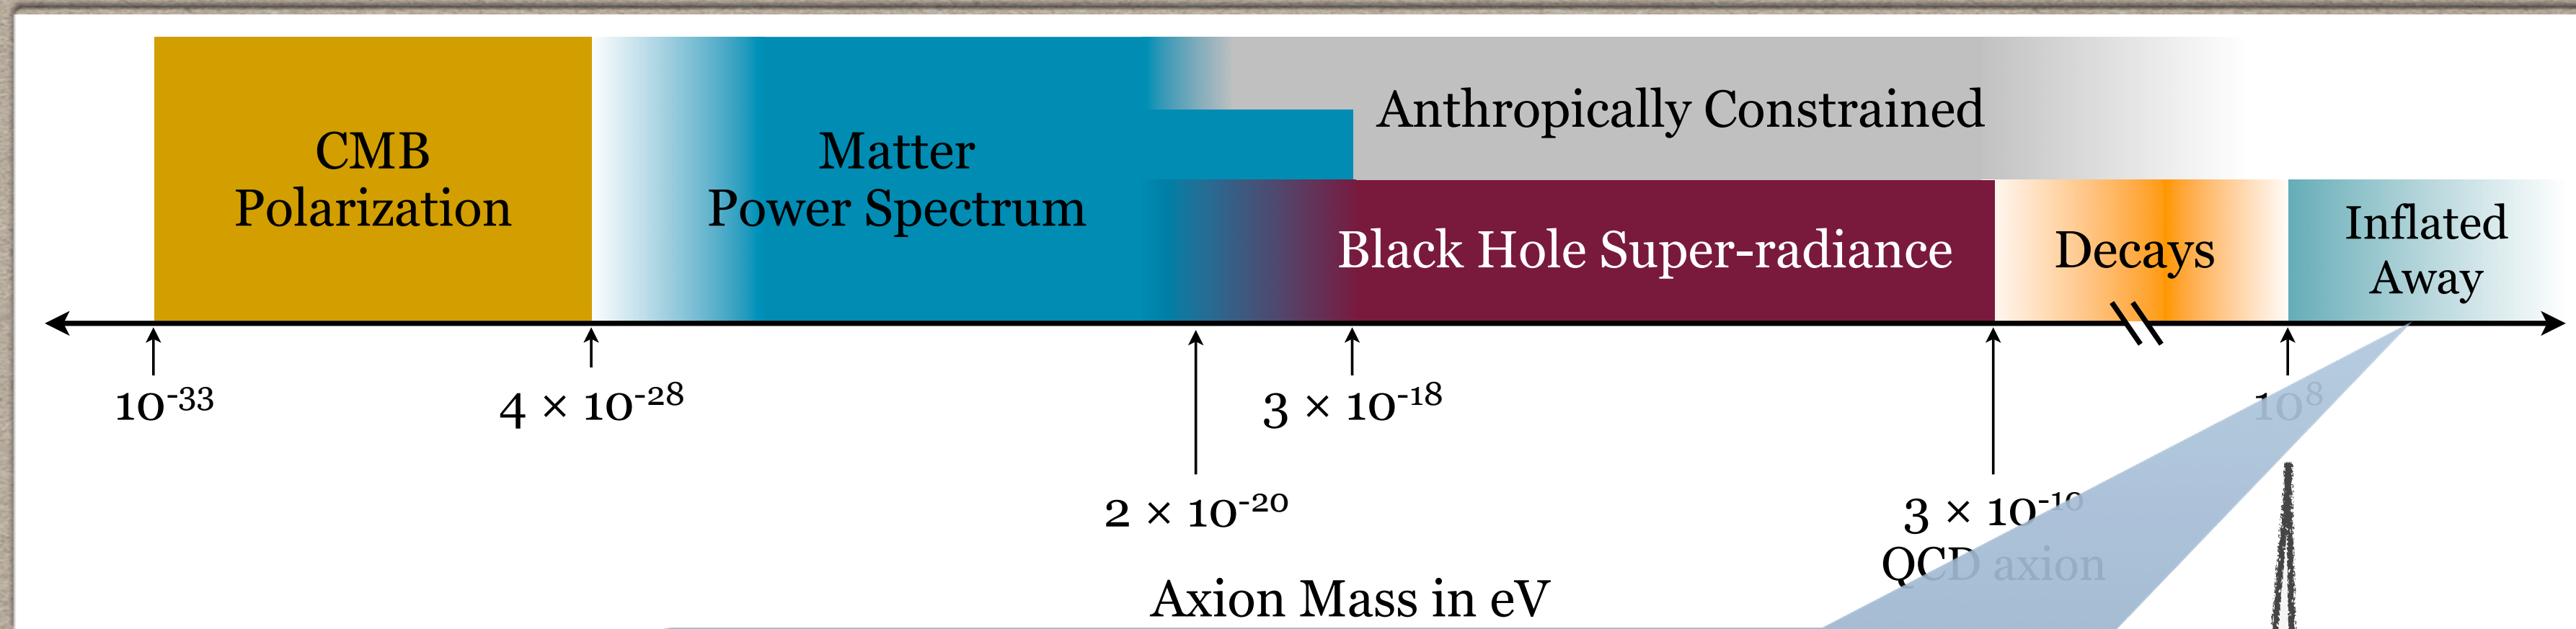 CMB
Polarization
Matter
Power Spectrum
Anthropically Constrained
Black Hole Super-radiance
Decays
Inflated
Away
10⁻³³
4 × 10⁻²⁸
3 × 10⁻¹⁸
10⁸
2 × 10⁻²⁰
3 × 10⁻¹⁰
QCD axion
Axion Mass in eV